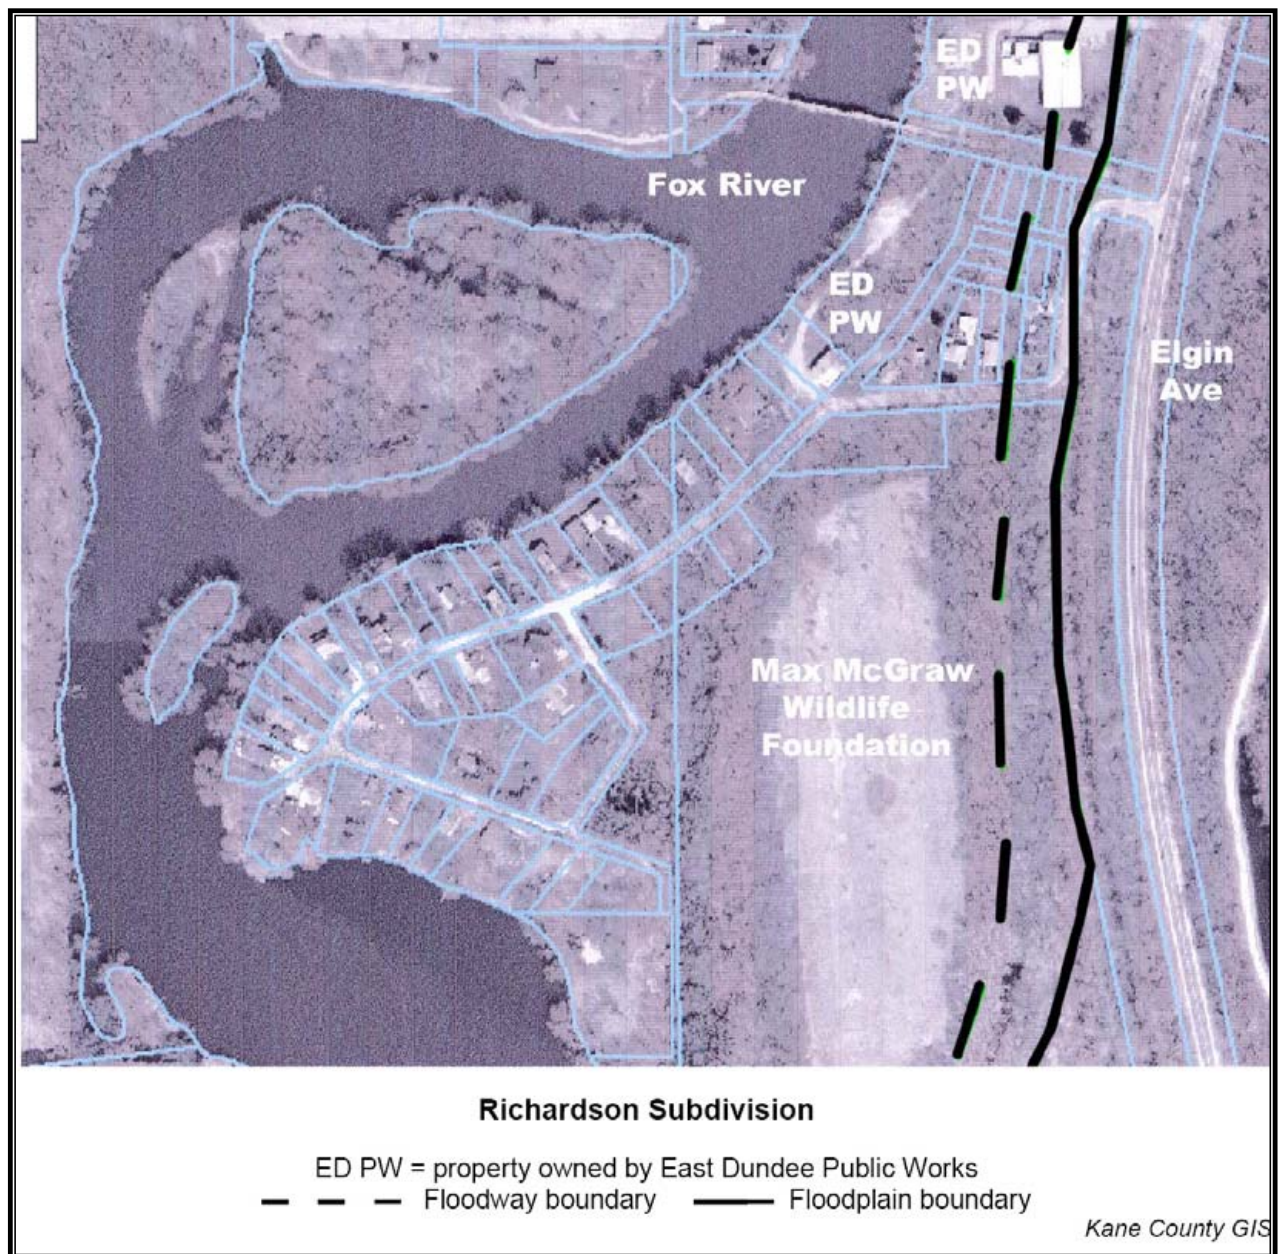 ED
PW
Fox River
ED
PW
Elgin
Ave
Max McGraw
Wildlife
Foundation
Richardson Subdivision
ED PW = property owned by East Dundee Public Works
Floodway boundary Floodplain boundary
Kane County GIS